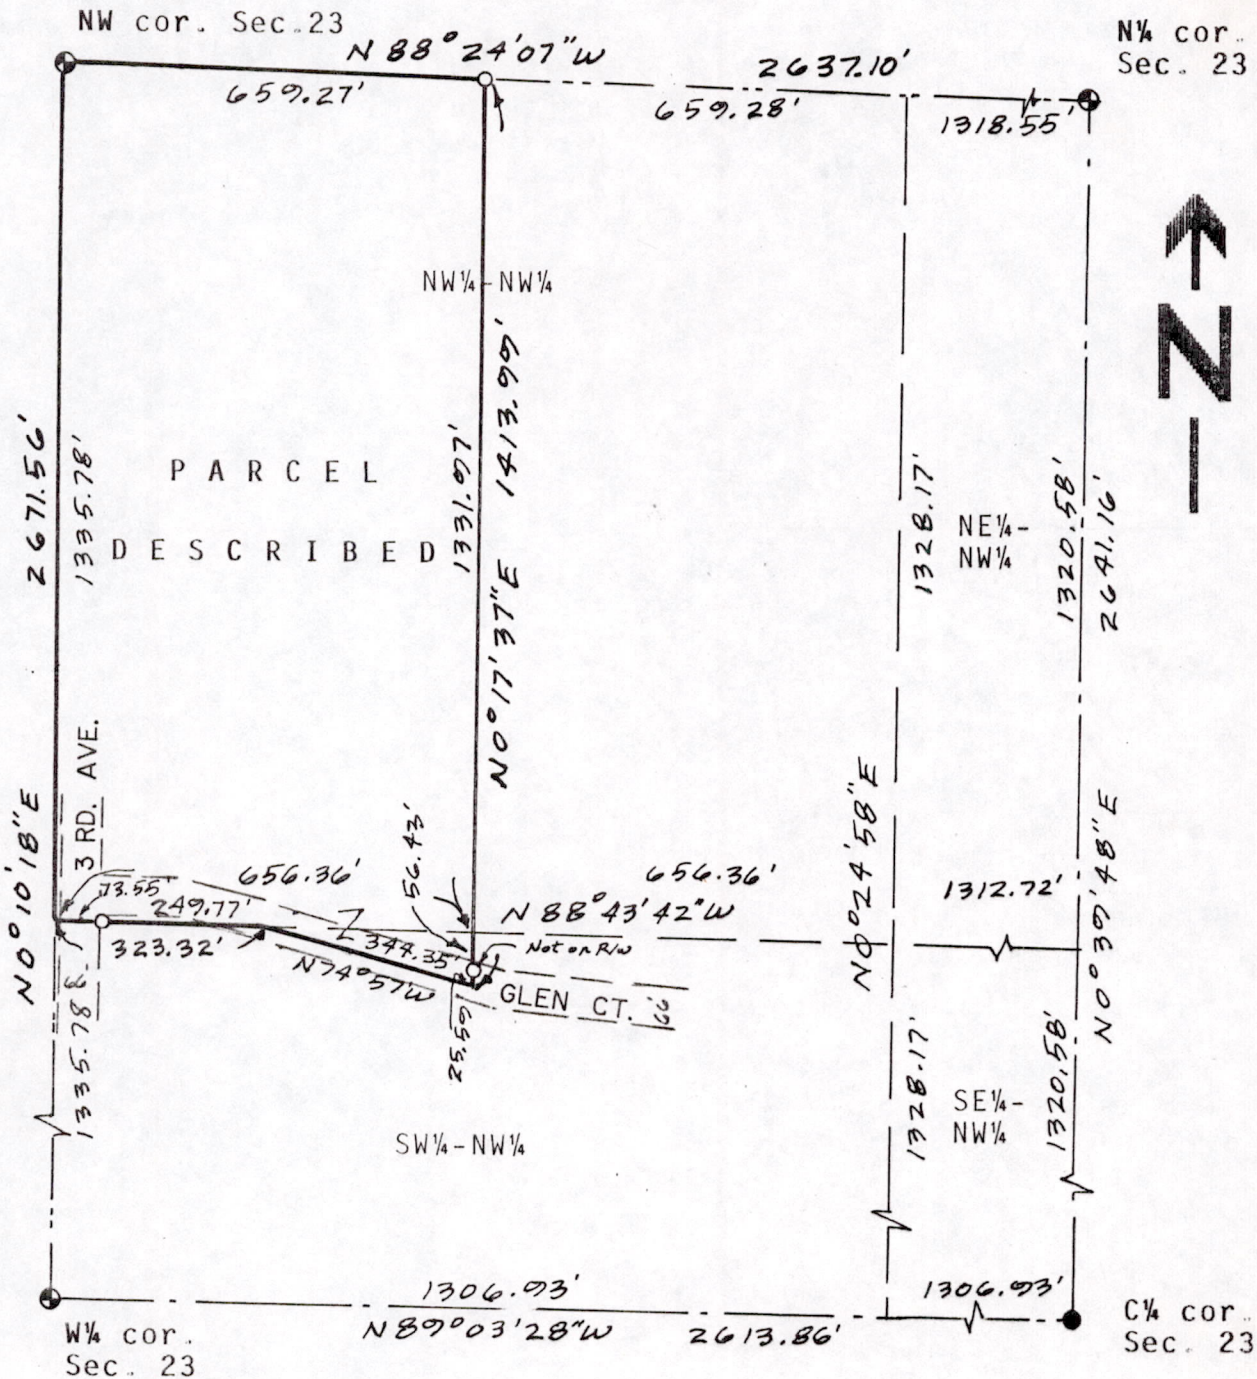 NW cor. Sec.23
N 88°24'07"W
2637.10'
N¼ cor.
Sec. 23
659.27'
659.28'
1318.55'
NW¼-NW¼
N
2671.56'
1335.78'
PARCEL
DESCRIBED
1331.97'
1413.99'
N0°17'37"E
1328.17'
NE¼-
NW¼
1320.58'
2641.16'
N0°10'18"E
3 RD. AVE.
N0°24'58"E
N0°39'48"E
73.55'
249.77'
656.36'
56.43'
656.36'
1312.72'
N 88°43'42"W
323.32'
344.35'
Not on R/W
N74°57'W
GLEN CT.
66'
25.59'
1335.78'
SW¼-NW¼
1328.17'
SE¼-
NW¼
1320.58'
1306.93'
1306.93'
N89°03'28"W
2613.86'
W¼ cor.
Sec. 23
C¼ cor.
Sec. 23